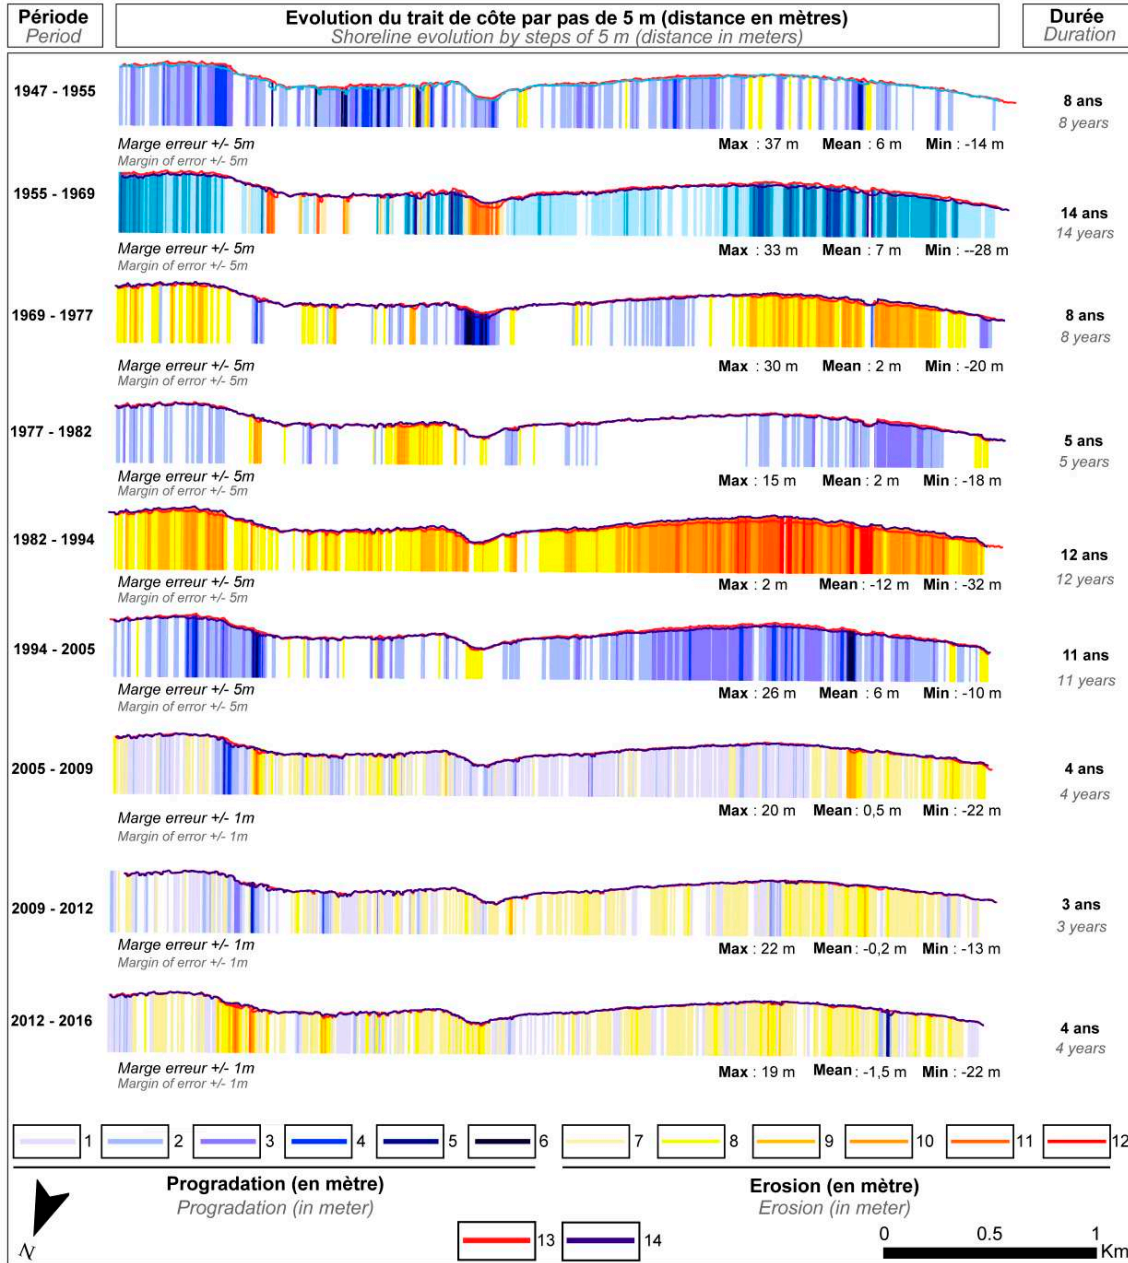 Période
Period
Evolution du trait de côte par pas de 5 m (distance en mètres)
Shoreline evolution by steps of 5 m (distance in meters)
Durée
Duration
1947 - 1955
8 ans
8 years
Marge erreur +/- 5m
Margin of error +/- 5m
Max : 37 m Mean : 6 m Min : -14 m
1955 - 1969
14 ans
14 years
Marge erreur +/- 5m
Margin of error +/- 5m
Max : 33 m Mean : 7 m Min : --28 m
1969 - 1977
8 ans
8 years
Marge erreur +/- 5m
Margin of error +/- 5m
Max : 30 m Mean : 2 m Min : -20 m
1977 - 1982
5 ans
5 years
Marge erreur +/- 5m
Margin of error +/- 5m
Max : 15 m Mean : 2 m Min : -18 m
1982 - 1994
12 ans
12 years
Marge erreur +/- 5m
Margin of error +/- 5m
Max : 2 m Mean : -12 m Min : -32 m
1994 - 2005
11 ans
11 years
Marge erreur +/- 5m
Margin of error +/- 5m
Max : 26 m Mean : 6 m Min : -10 m
2005 - 2009
4 ans
4 years
Marge erreur +/- 1m
Margin of error +/- 1m
Max : 20 m Mean : 0,5 m Min : -22 m
2009 - 2012
3 ans
3 years
Marge erreur +/- 1m
Margin of error +/- 1m
Max : 22 m Mean : -0,2 m Min : -13 m
2012 - 2016
4 ans
4 years
Marge erreur +/- 1m
Margin of error +/- 1m
Max : 19 m Mean : -1,5 m Min : -22 m
1 2 3 4 5 6 7 8 9 10 11 12
Progradation (en mètre)
Progradation (in meter)
Erosion (en mètre)
Erosion (in meter)
N
13 14
0 0.5 1
Km